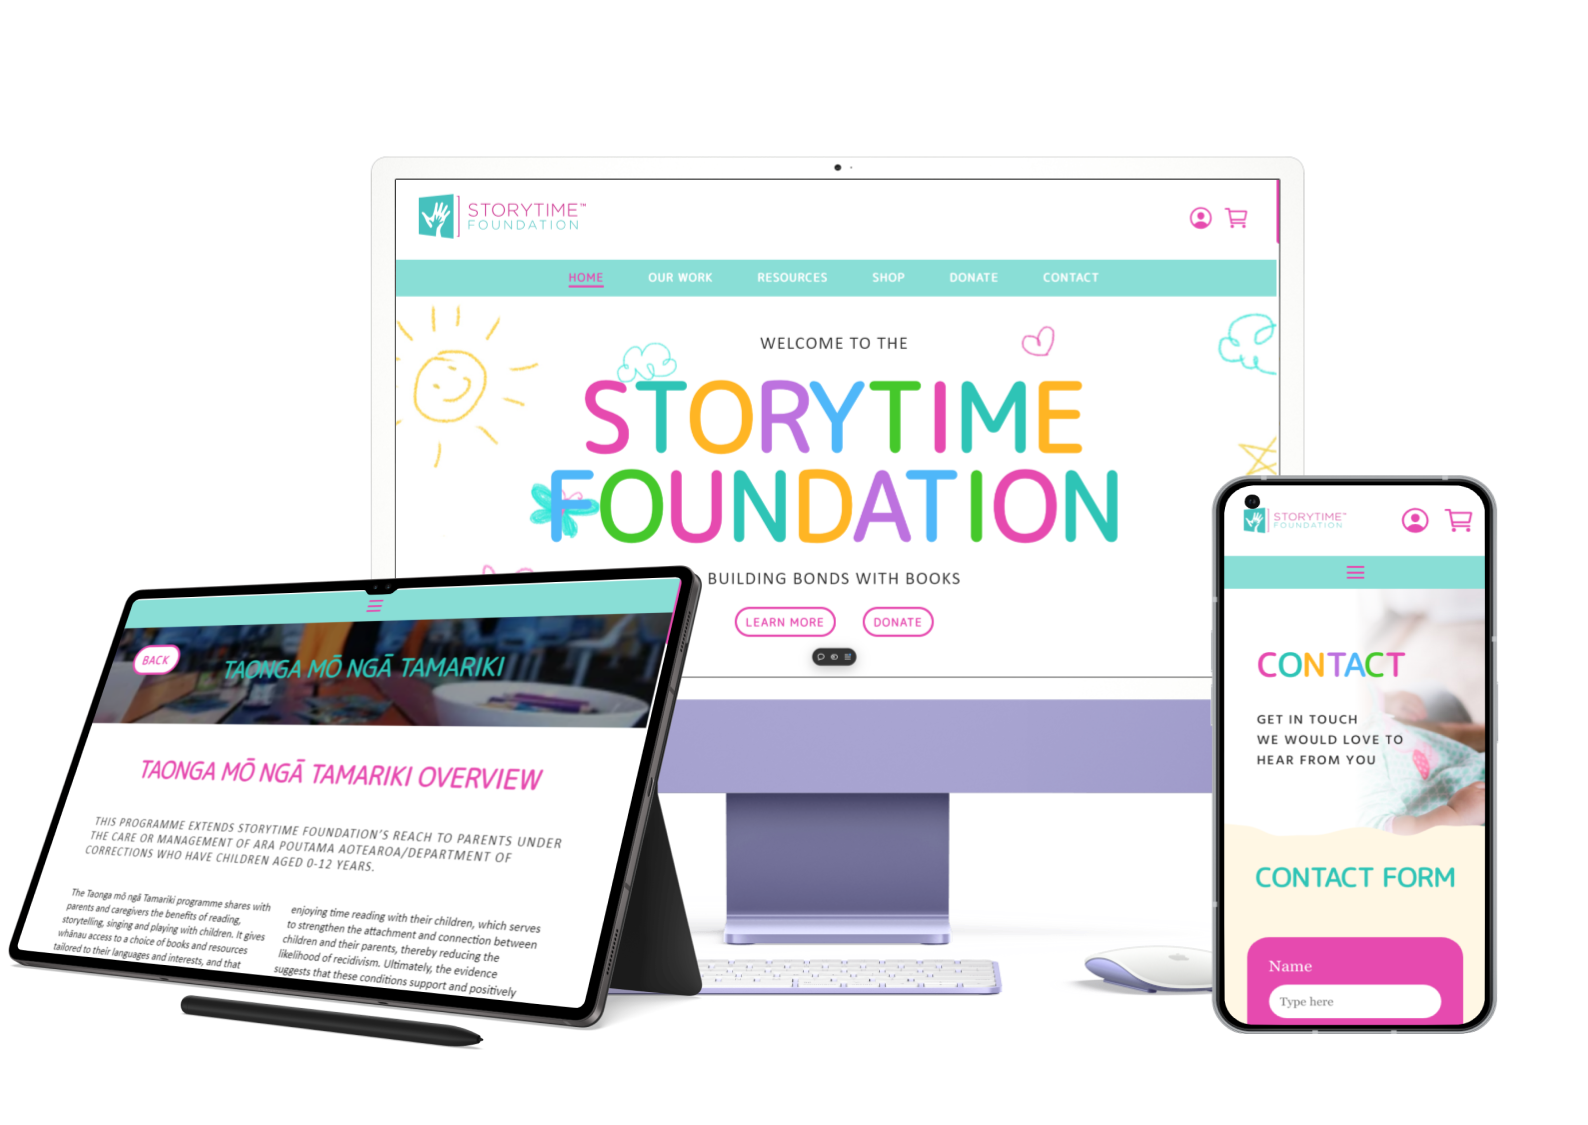 STORYTIME™
FOUNDATION
HOME OUR WORK RESOURCES SHOP DONATE CONTACT
WELCOME TO THE
STORYTIME
FOUNDATION
BUILDING BONDS WITH BOOKS
LEARN MORE DONATE
BACK
TAONGA MŌ NGĀ TAMARIKI
TAONGA MŌ NGĀ TAMARIKI OVERVIEW
THIS PROGRAMME EXTENDS STORYTIME FOUNDATION'S REACH TO PARENTS UNDER
THE CARE OR MANAGEMENT OF ARA POUTAMA AOTEAROA/DEPARTMENT OF
CORRECTIONS WHO HAVE CHILDREN AGED 0-12 YEARS.
The Taonga mō ngā Tamariki programme shares with
parents and caregivers the benefits of reading,
storytelling, singing and playing with children. It gives
whānau access to a choice of books and resources
tailored to their languages and interests, and that
enjoying time reading with their children, which serves
to strengthen the attachment and connection between
children and their parents, thereby reducing the
likelihood of recidivism. Ultimately, the evidence
suggests that these conditions support and positively
STORYTIME™
FOUNDATION
CONTACT
GET IN TOUCH
WE WOULD LOVE TO
HEAR FROM YOU
CONTACT FORM
Name
Type here